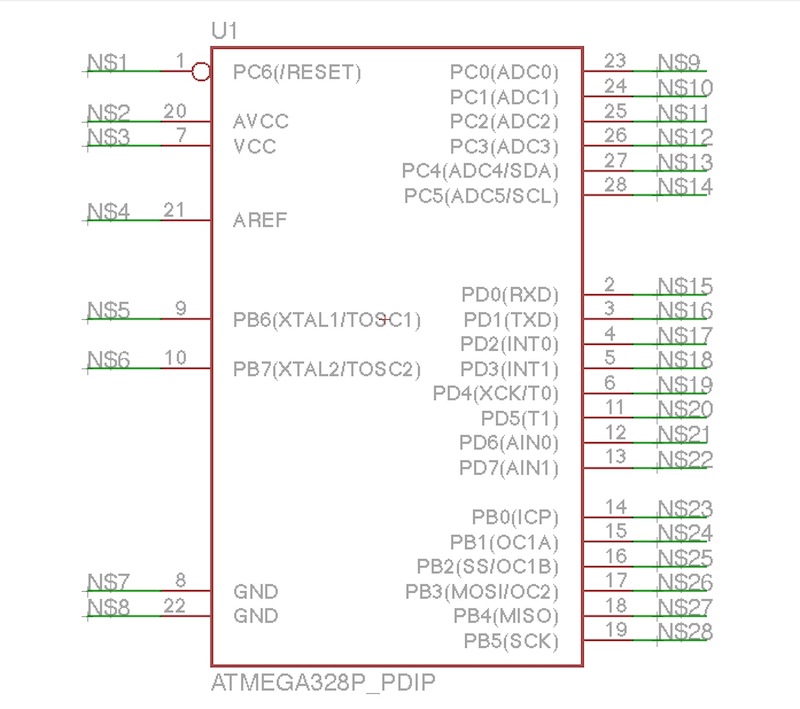 U1
N$1 1 PC6(/RESET) PC0(ADC0) 23 N$9
PC1(ADC1) 24 N$10
N$2 20 AVCC PC2(ADC2) 25 N$11
N$3 7 VCC PC3(ADC3) 26 N$12
PC4(ADC4/SDA) 27 N$13
PC5(ADC5/SCL) 28 N$14
N$4 21 AREF
PD0(RXD) 2 N$15
N$5 9 PB6(XTAL1/TOSC1) PD1(TXD) 3 N$16
PD2(INT0) 4 N$17
N$6 10 PB7(XTAL2/TOSC2) PD3(INT1) 5 N$18
PD4(XCK/T0) 6 N$19
PD5(T1) 11 N$20
PD6(AIN0) 12 N$21
PD7(AIN1) 13 N$22
PB0(ICP) 14 N$23
PB1(OC1A) 15 N$24
PB2(SS/OC1B) 16 N$25
N$7 8 GND PB3(MOSI/OC2) 17 N$26
N$8 22 GND PB4(MISO) 18 N$27
PB5(SCK) 19 N$28
ATMEGA328P_PDIP